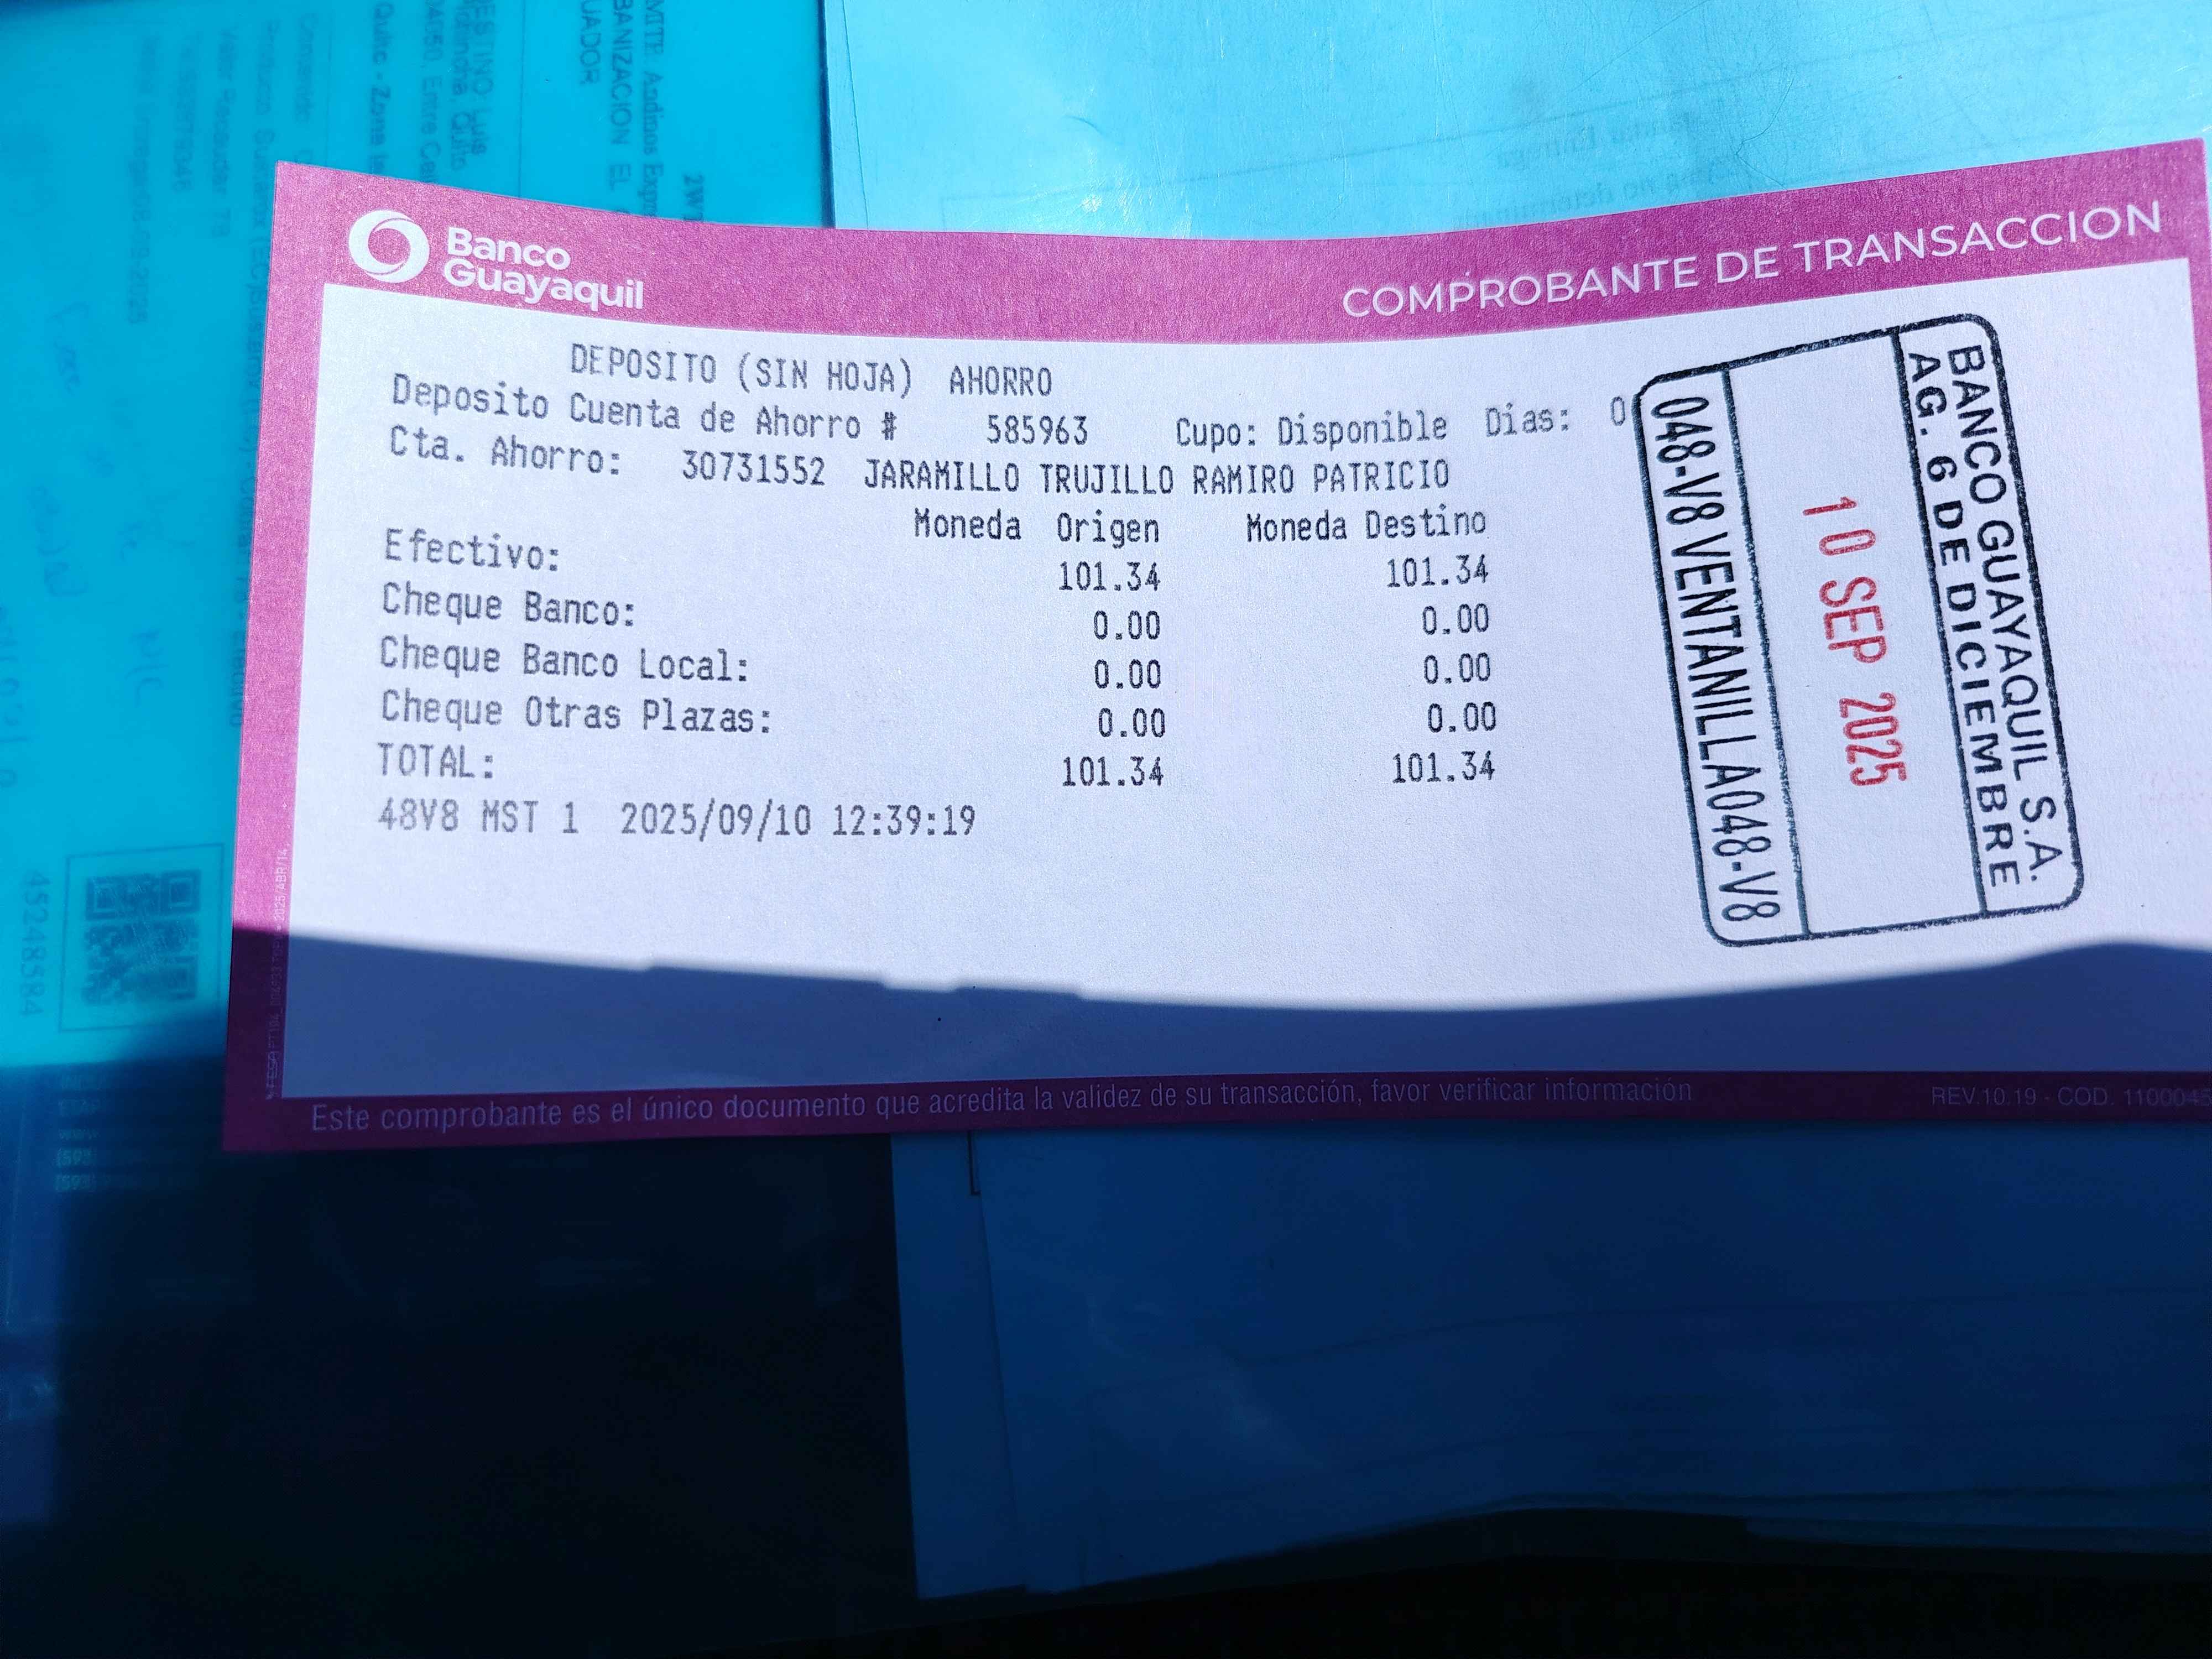 Banco
Guayaquil
COMPROBANTE DE TRANSACCION
DEPOSITO (SIN HOJA) AHORRO
Deposito Cuenta de Ahorro # 585963 Cupo: Disponible Dias: 0
Cta. Ahorro: 30731552 JARAMILLO TRUJILLO RAMIRO PATRICIO
Moneda Origen Moneda Destino
Efectivo: 101.34 101.34
Cheque Banco: 0.00 0.00
Cheque Banco Local: 0.00 0.00
Cheque Otras Plazas: 0.00 0.00
TOTAL: 101.34 101.34
48V8 MST 1 2025/09/10 12:39:19
BANCO GUAYAQUIL S.A.
AG. 6 DE DICIEMBRE
10 SEP 2025
048-V8 VENTANILLA048-V8
Este comprobante es el único documento que acredita la validez de su transacción, favor verificar información
REV.10.19 - COD.
45248584